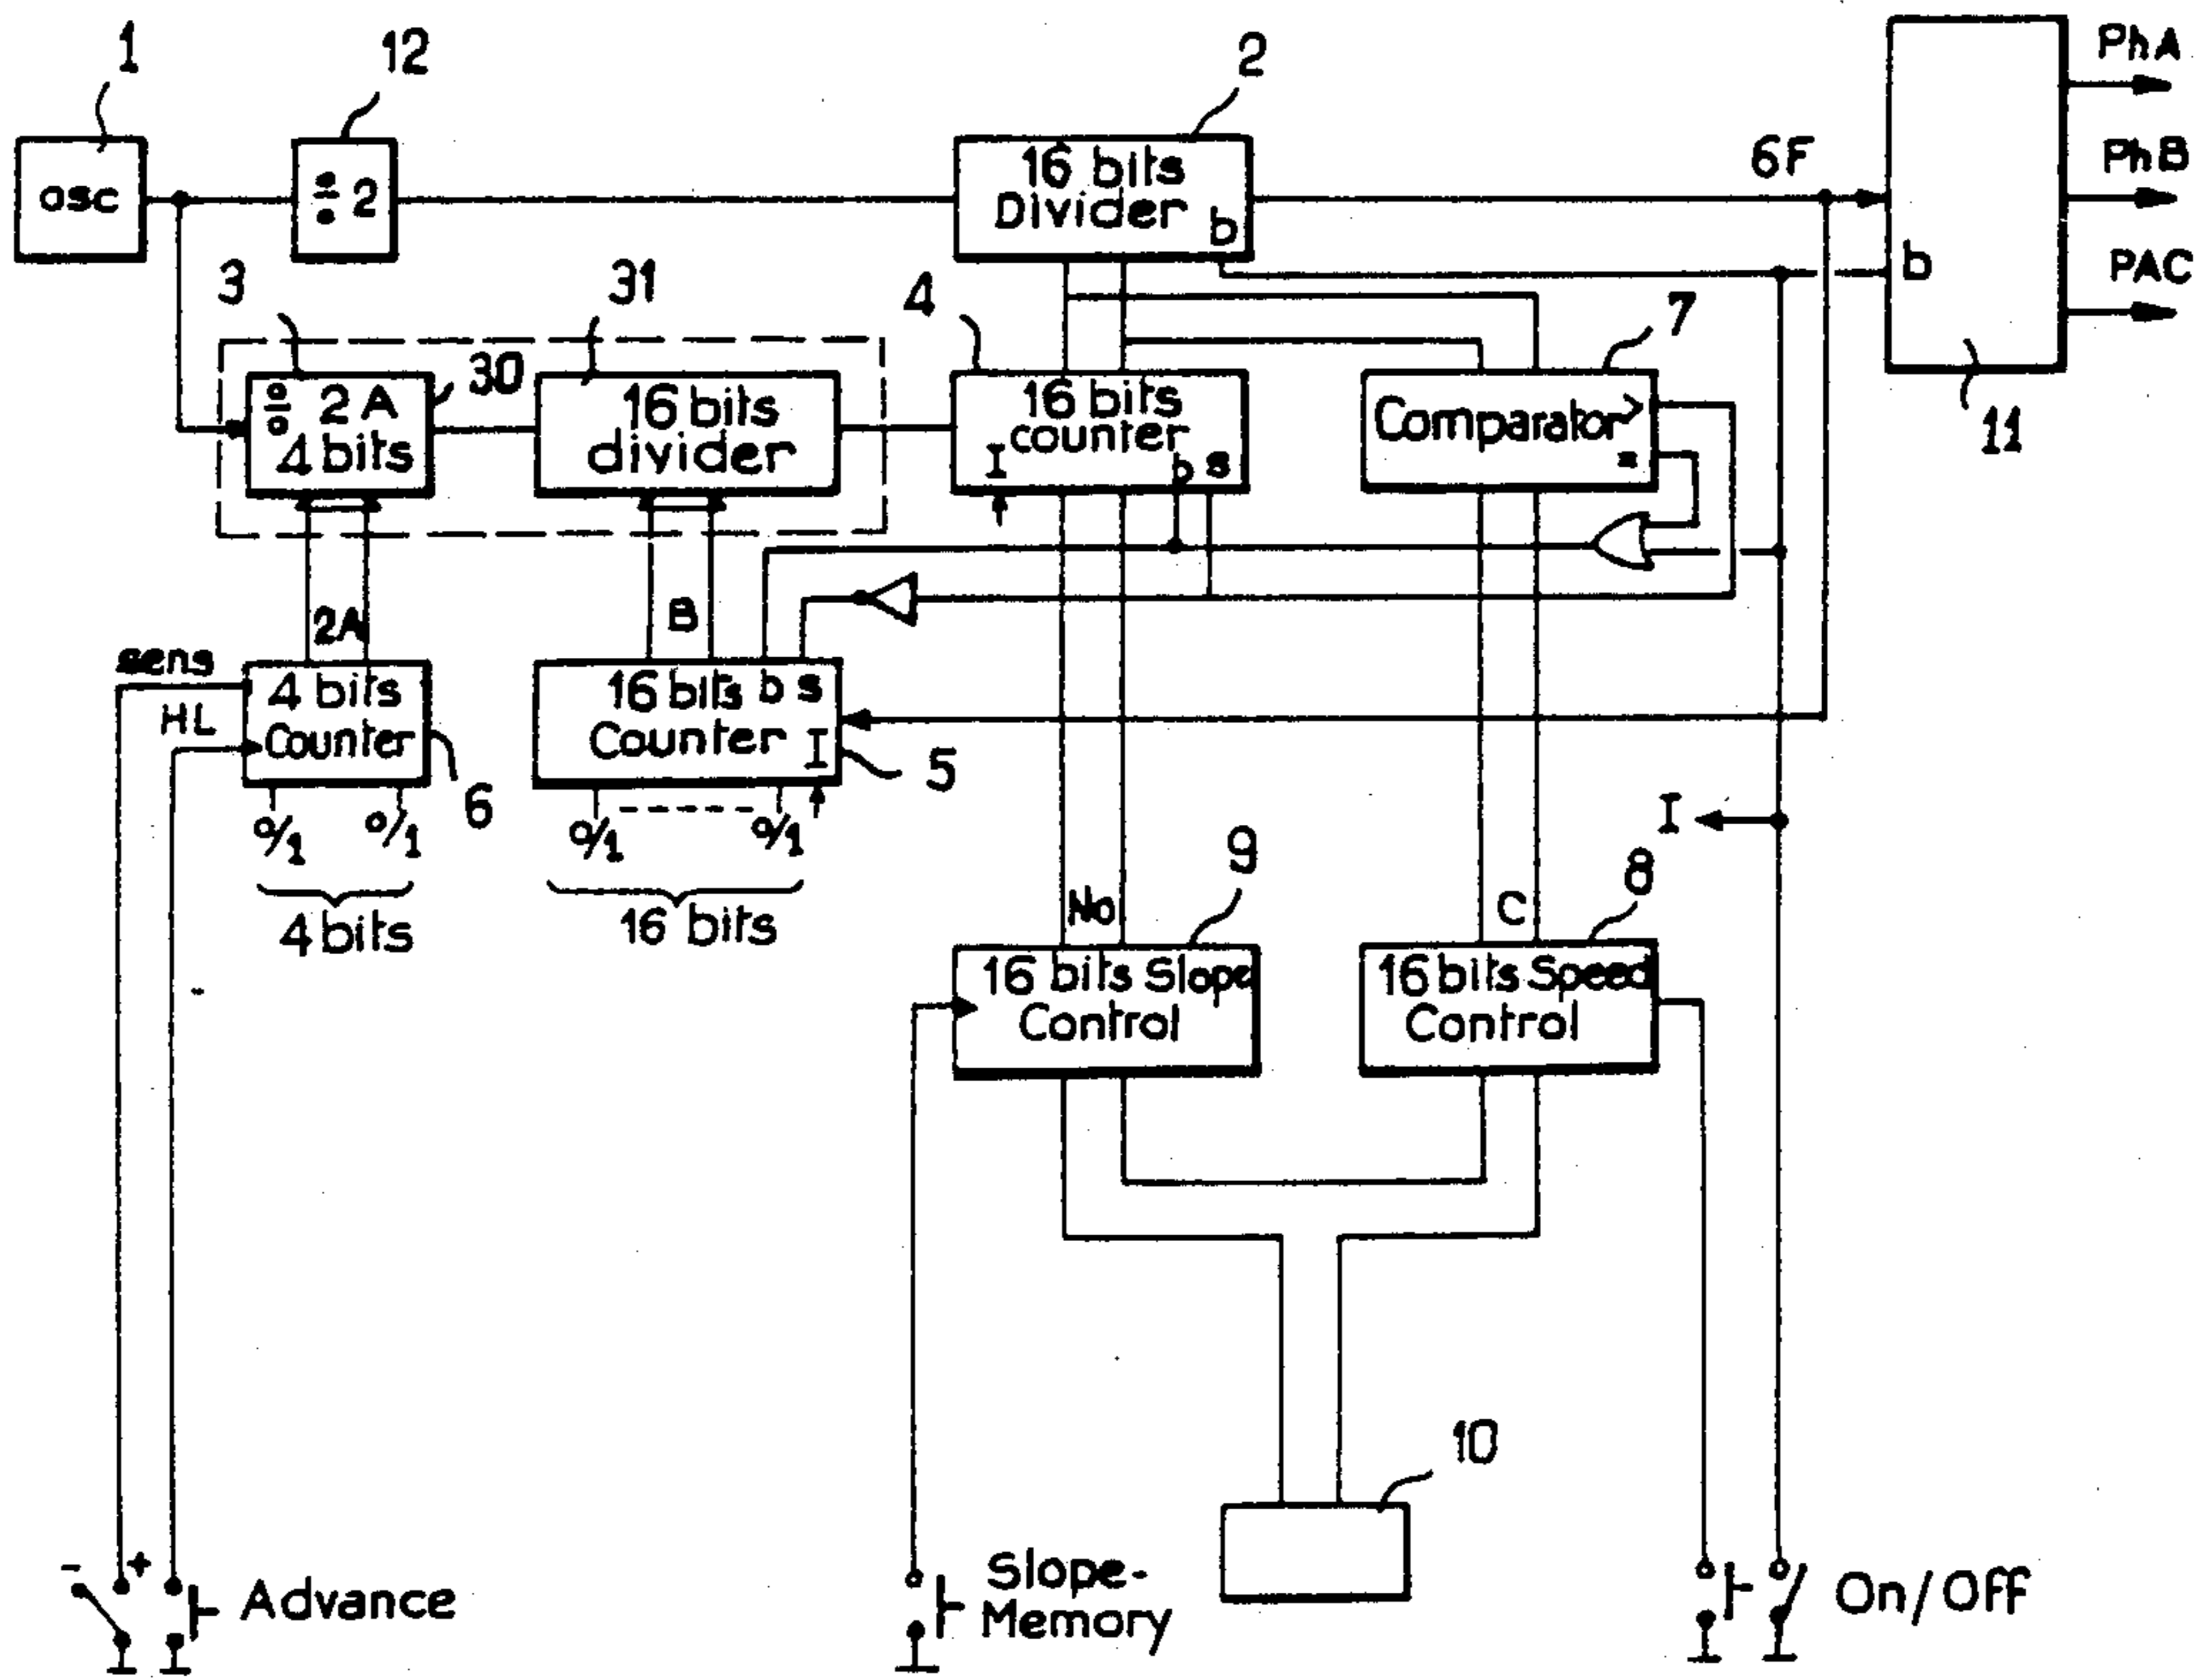 1
12
2
PhA
asc
÷ 2
16 bits
Divider
b
6F
PhB
b
PAC
3
31
4
7
÷ 2A
4 bits
30
16 bits
divider
16 bits
counter
I
b s
Comparator >
=
11
2A
B
sens
HL
4 bits
Counter
6
16 bits b s
Counter I
5
0/1
0/1
0/1
0/1
4 bits
16 bits
I
No
9
C
8
16 bits Slope
Control
16 bits Speed
Control
10
-
+
Advance
Slope-
Memory
On/Off